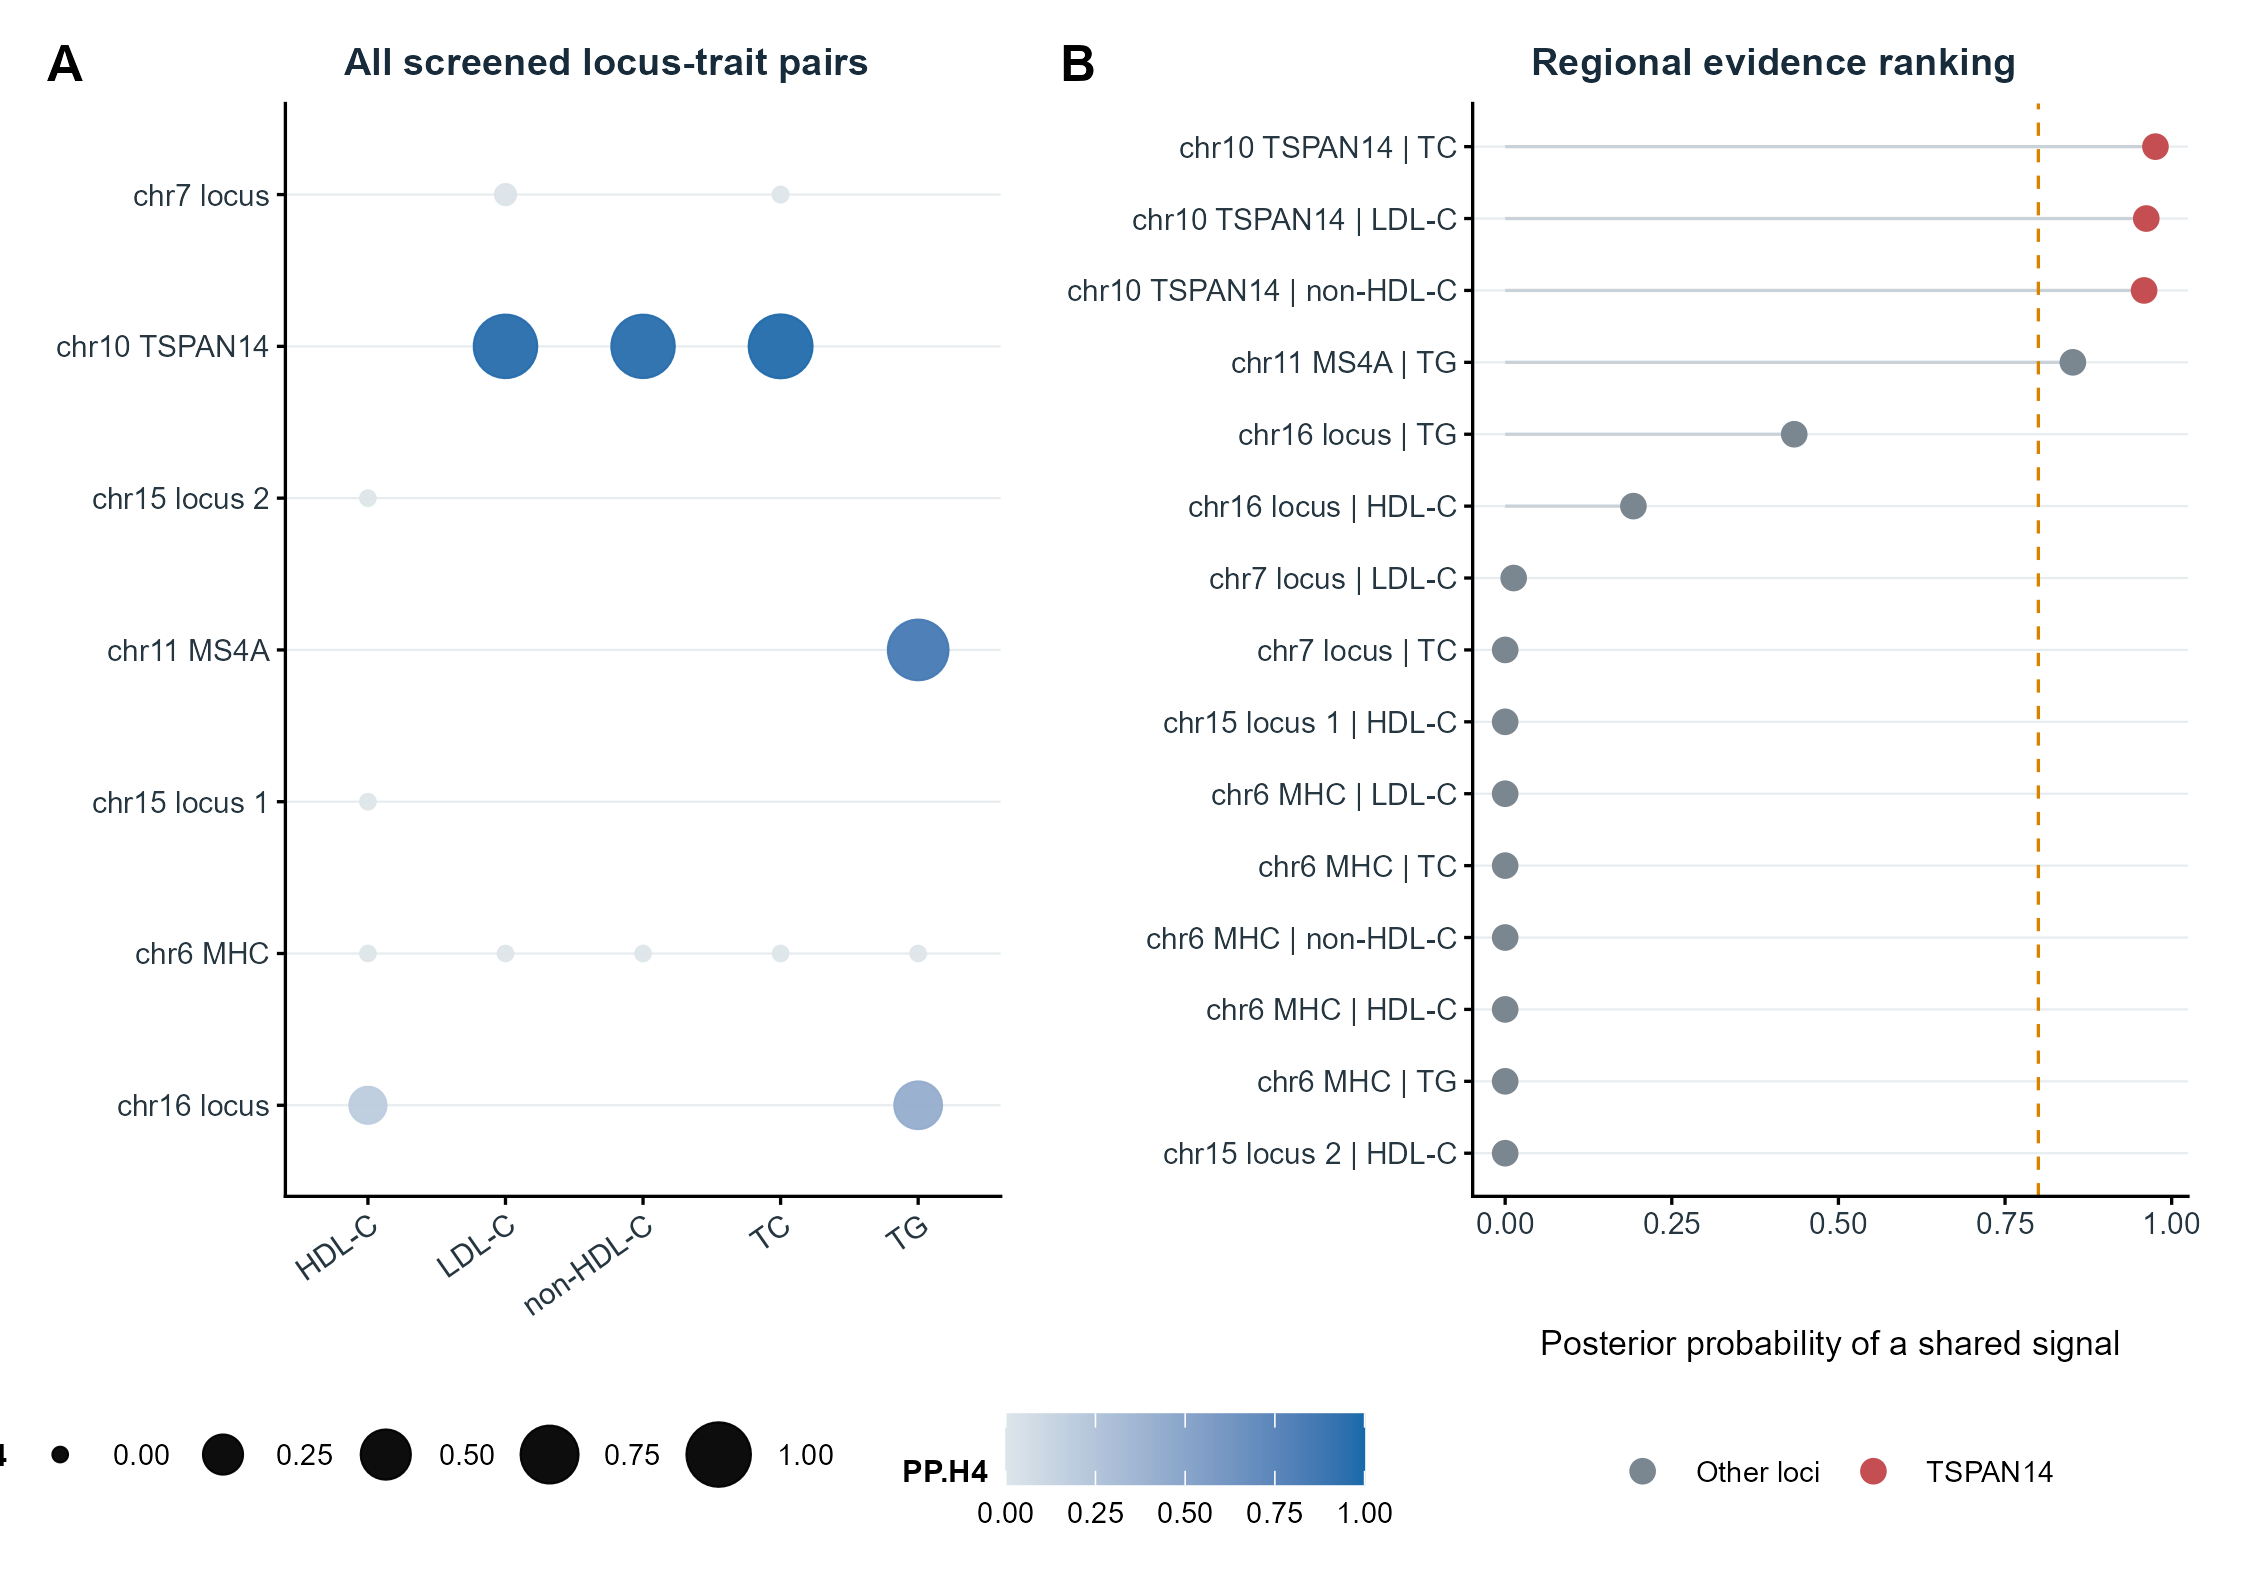 A
All screened locus-trait pairs
chr7 locus
chr10 TSPAN14
chr15 locus 2
chr11 MS4A
chr15 locus 1
chr6 MHC
chr16 locus
HDL-C
LDL-C
non-HDL-C
TC
TG
B
Regional evidence ranking
chr10 TSPAN14 | TC
chr10 TSPAN14 | LDL-C
chr10 TSPAN14 | non-HDL-C
chr11 MS4A | TG
chr16 locus | TG
chr16 locus | HDL-C
chr7 locus | LDL-C
chr7 locus | TC
chr15 locus 1 | HDL-C
chr6 MHC | LDL-C
chr6 MHC | TC
chr6 MHC | non-HDL-C
chr6 MHC | HDL-C
chr6 MHC | TG
chr15 locus 2 | HDL-C
0.00 0.25 0.50 0.75 1.00
Posterior probability of a shared signal
0.00 0.25 0.50 0.75 1.00
PP.H4
0.00 0.25 0.50 0.75 1.00
Other loci TSPAN14